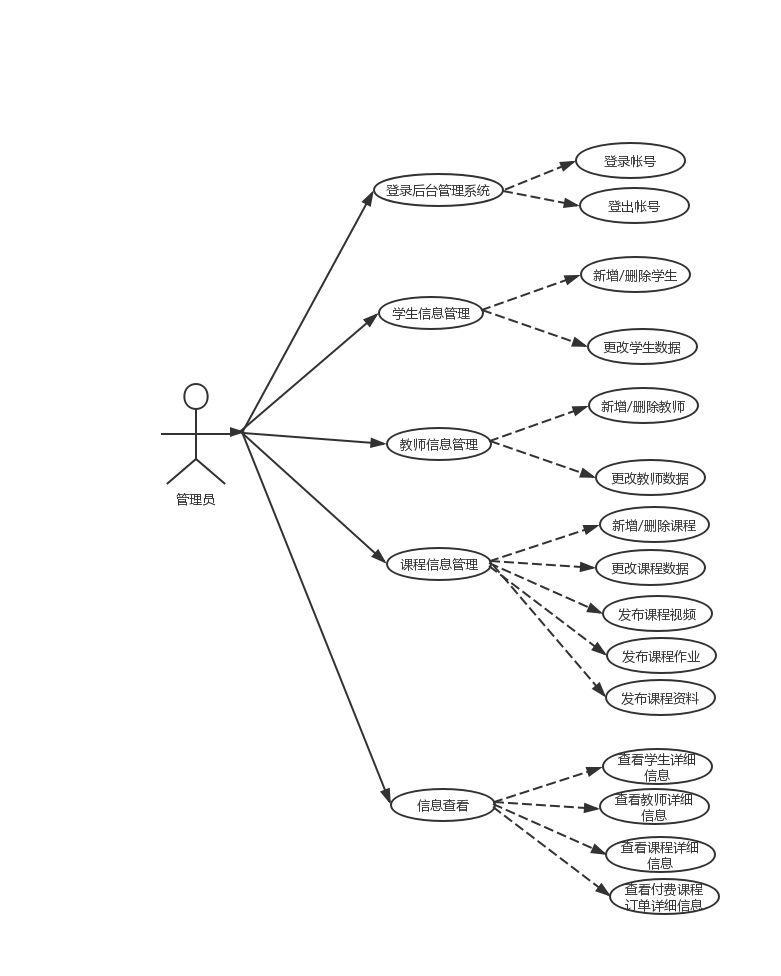 登录帐号
登录后台管理系统
登出帐号
新增/删除学生
学生信息管理
更改学生数据
新增/删除教师
教师信息管理
更改教师数据
管理员
新增/删除课程
课程信息管理
更改课程数据
发布课程视频
发布课程作业
发布课程资料
查看学生详细
信息
信息查看
查看教师详细
信息
查看课程详细
信息
查看付费课程
订单详细信息